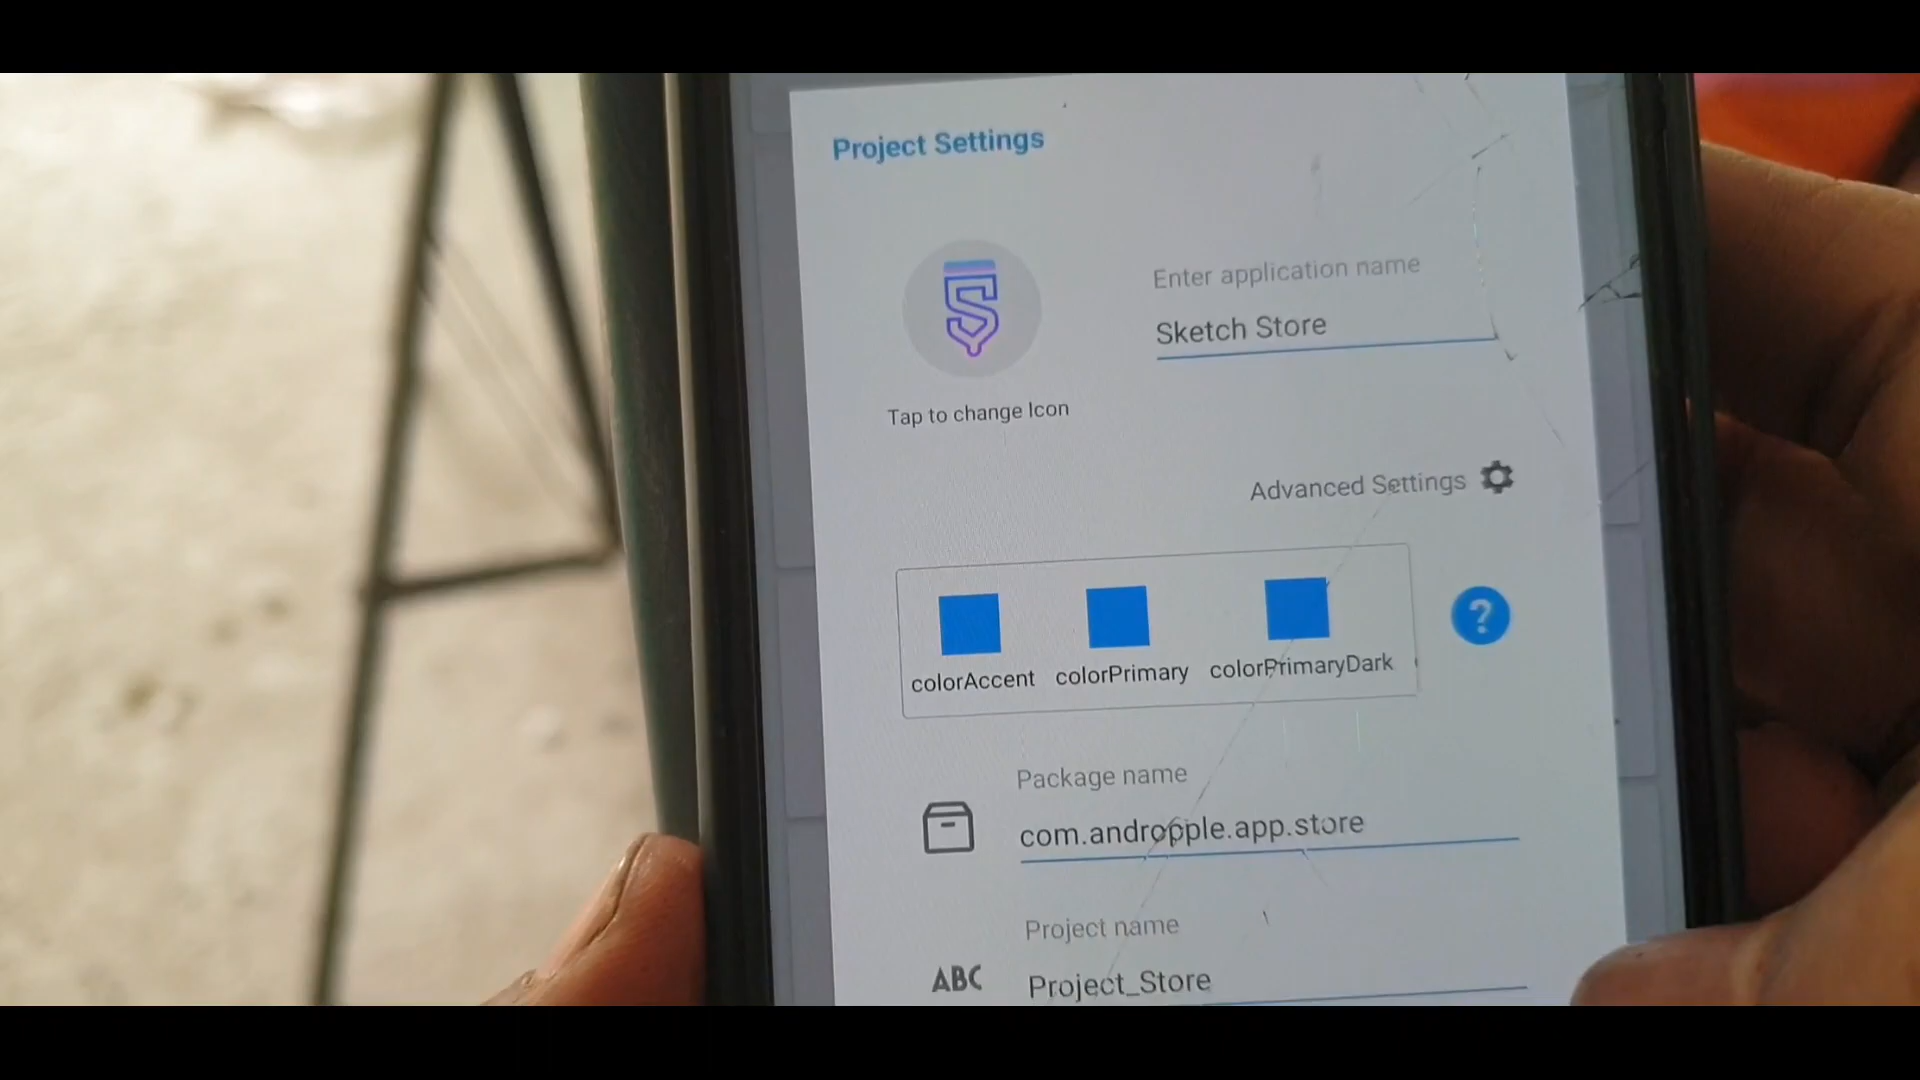 Project Settings
Enter application name
Sketch Store
Tap to change Icon
Advanced Settings
?
colorAccent colorPrimary colorPrimaryDark
Package name
com.andropple.app.store
Project name
ABC Project_Store